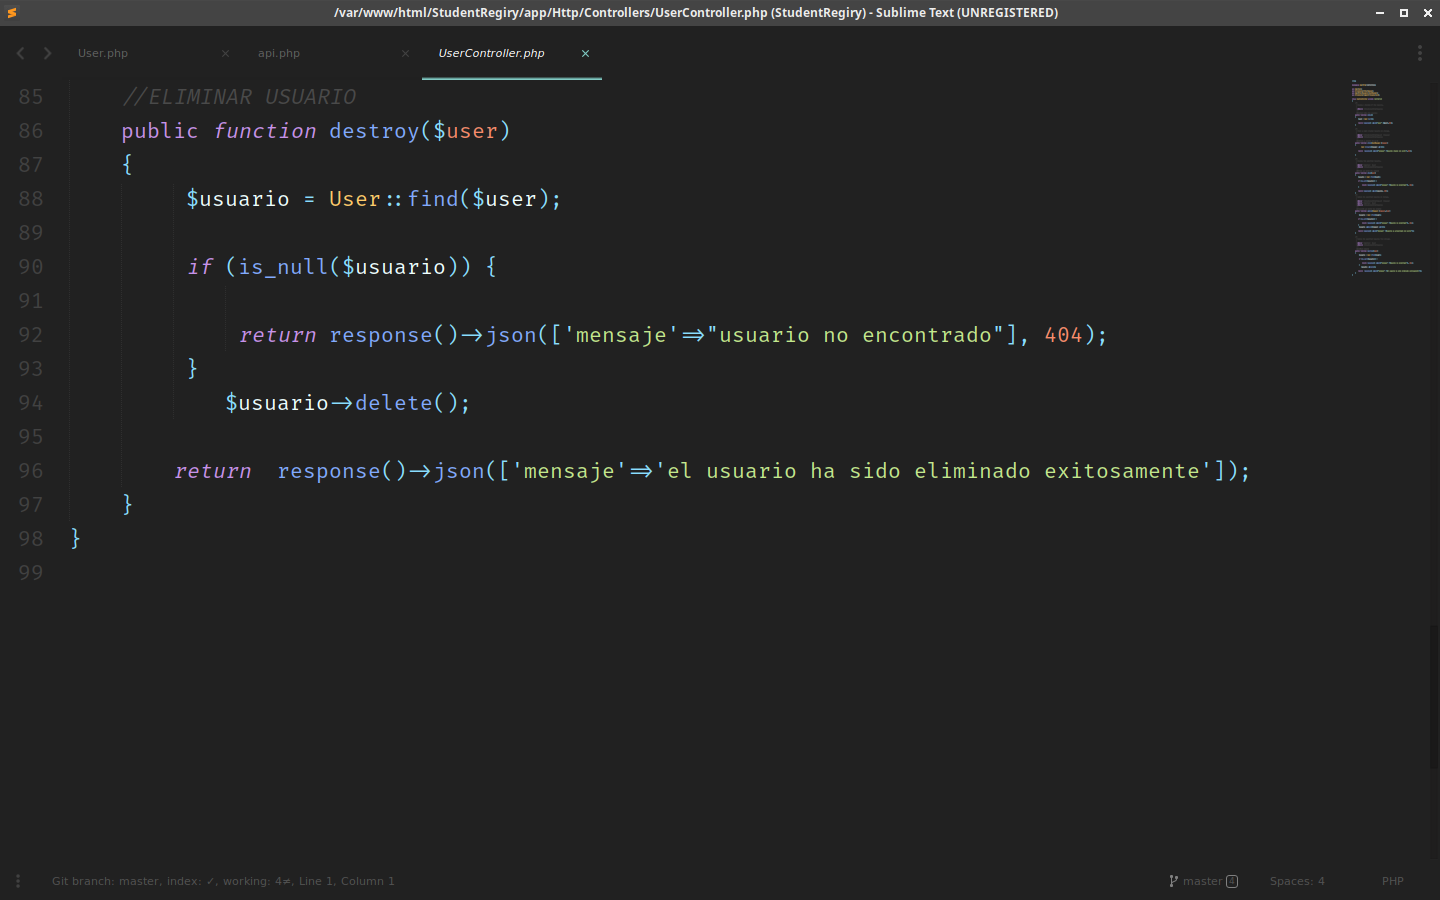 /var/www/html/StudentRegiry/app/Http/Controllers/UserController.php (StudentRegiry) - Sublime Text (UNREGISTERED)
User.php × api.php × UserController.php ×
85 //ELIMINAR USUARIO
86 public function destroy($user)
87 {
88 $usuario = User::find($user);
89
90 if (is_null($usuario)) {
91
92 return response()->json(['mensaje'=>"usuario no encontrado"], 404);
93 }
94 $usuario->delete();
95
96 return  response()->json(['mensaje'=>'el usuario ha sido eliminado exitosamente']);
97 }
98 }
99
Git branch: master, index: ✓, working: 4≠, Line 1, Column 1 master 4 Spaces: 4 PHP